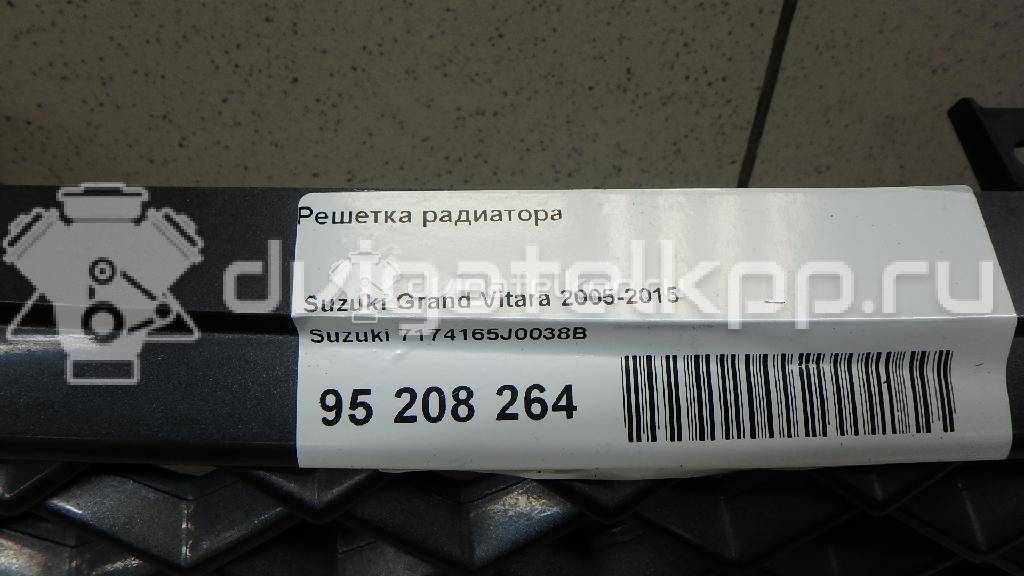 Решетка радиатора
dvigatelkpp.ru
Suzuki Grand Vitara 2005-2015
Suzuki 7174165J0038B
95 208 264